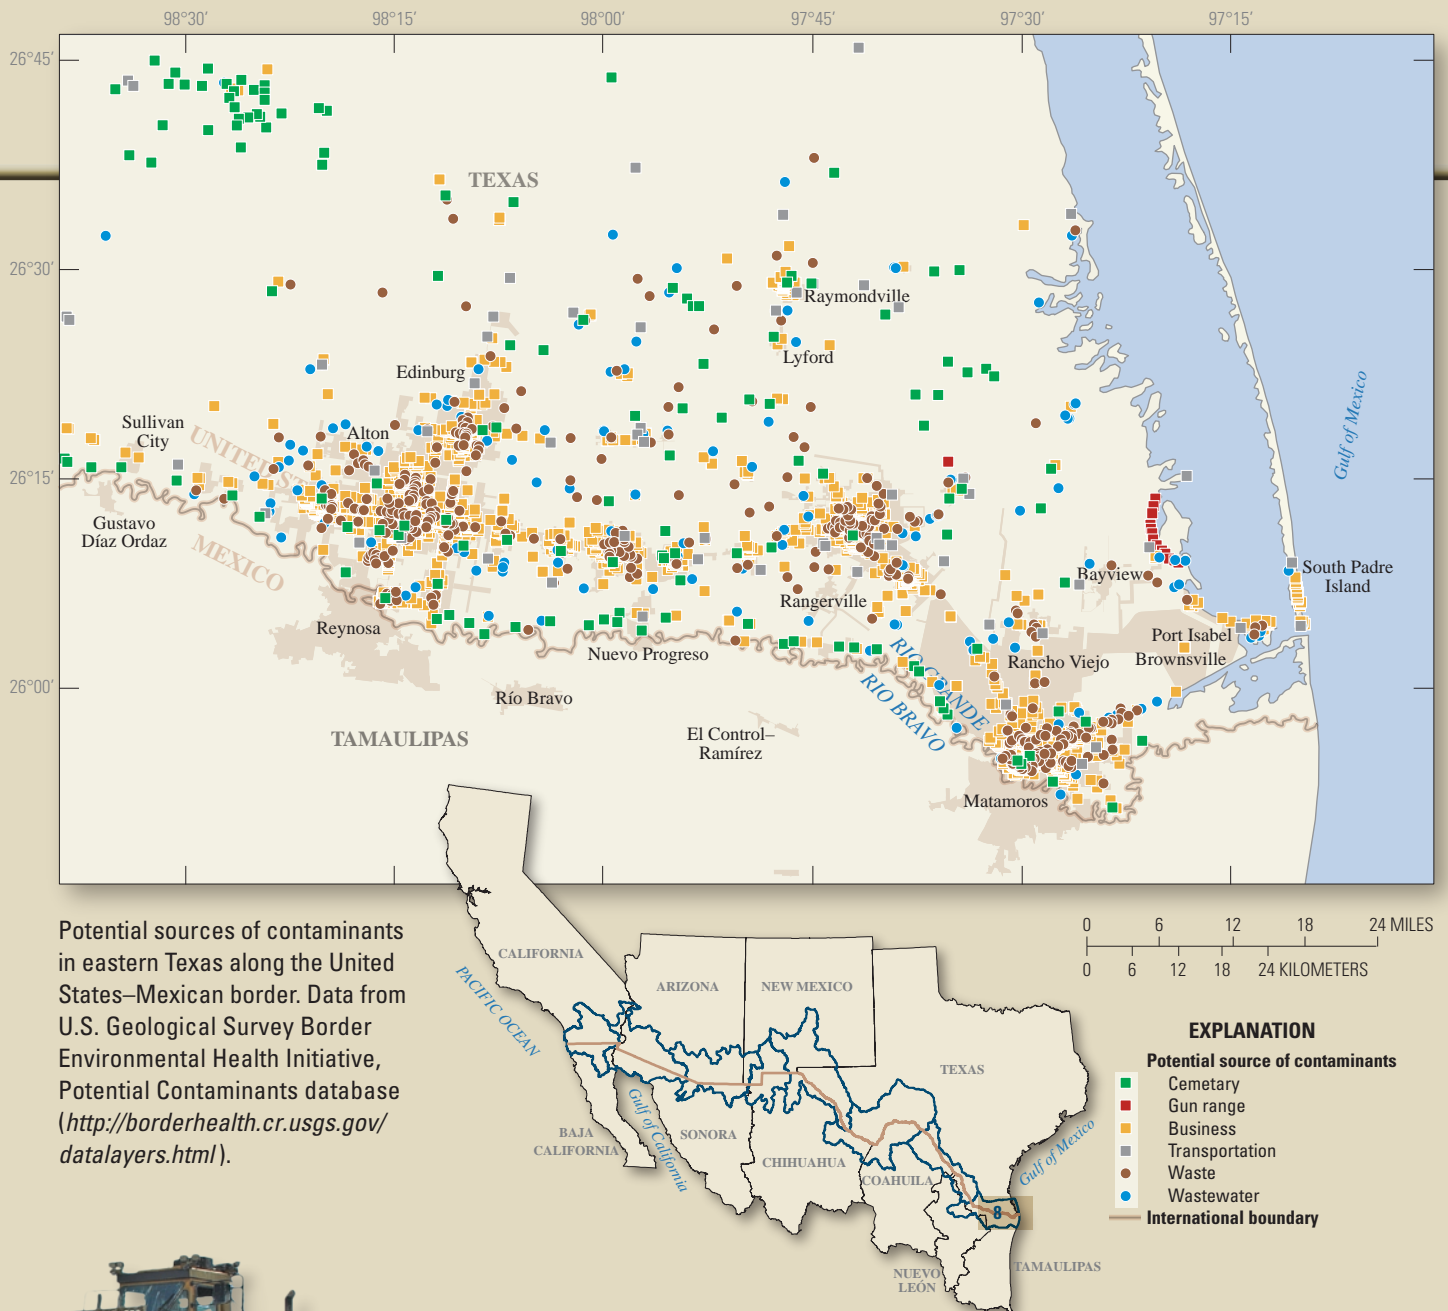 98°30′ 98°15′ 98°00′ 97°45′ 97°30′ 97°15′
26°45′
TEXAS
26°30′
Raymondville
Lyford
Edinburg
Gulf of Mexico
Sullivan
City
Alton
UNITED ST
26°15′
Gustavo
Díaz Ordaz
MEXICO
Bayview
South Padre
Island
Rangerville
Reynosa
Port Isabel
Nuevo Progreso
Rancho Viejo
Brownsville
RIO GRANDE
RIO BRAVO
26°00′
Río Bravo
TAMAULIPAS
El Control–
Ramírez
Matamoros
Potential sources of contaminants
in eastern Texas along the United
States–Mexican border. Data from
U.S. Geological Survey Border
Environmental Health Initiative,
Potential Contaminants database
(http://borderhealth.cr.usgs.gov/
datalayers.html).
CALIFORNIA
PACIFIC OCEAN
ARIZONA
NEW MEXICO
TEXAS
BAJA
CALIFORNIA
Gulf of California
SONORA
CHIHUAHUA
COAHUILA
Gulf of Mexico
8
NUEVO
LEÓN
TAMAULIPAS
0 6 12 18 24 MILES
0 6 12 18 24 KILOMETERS
EXPLANATION
Potential source of contaminants
Cemetary
Gun range
Business
Transportation
Waste
Wastewater
International boundary